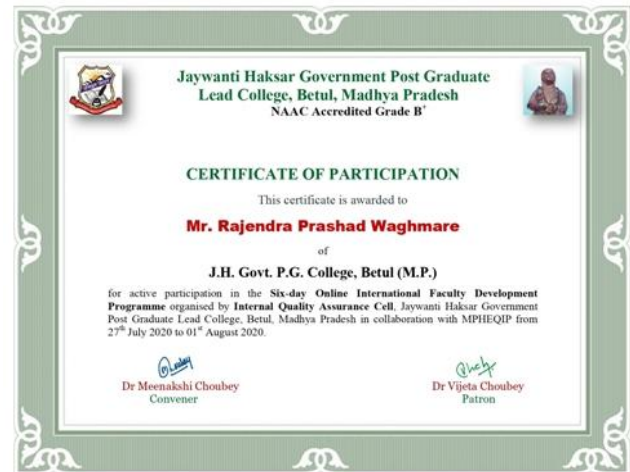 Jaywanti Haksar Government Post Graduate
Lead College, Betul, Madhya Pradesh
NAAC Accredited Grade B+
CERTIFICATE OF PARTICIPATION
This certificate is awarded to
Mr. Rajendra Prashad Waghmare
of
J.H. Govt. P.G. College, Betul (M.P.)
for active participation in the Six-day Online International Faculty Development
Programme organised by Internal Quality Assurance Cell, Jaywanti Haksar Government
Post Graduate Lead College, Betul, Madhya Pradesh in collaboration with MPHEQIP from
27th July 2020 to 01st August 2020.
Dr Meenakshi Choubey
Convener
Dr Vijeta Choubey
Patron